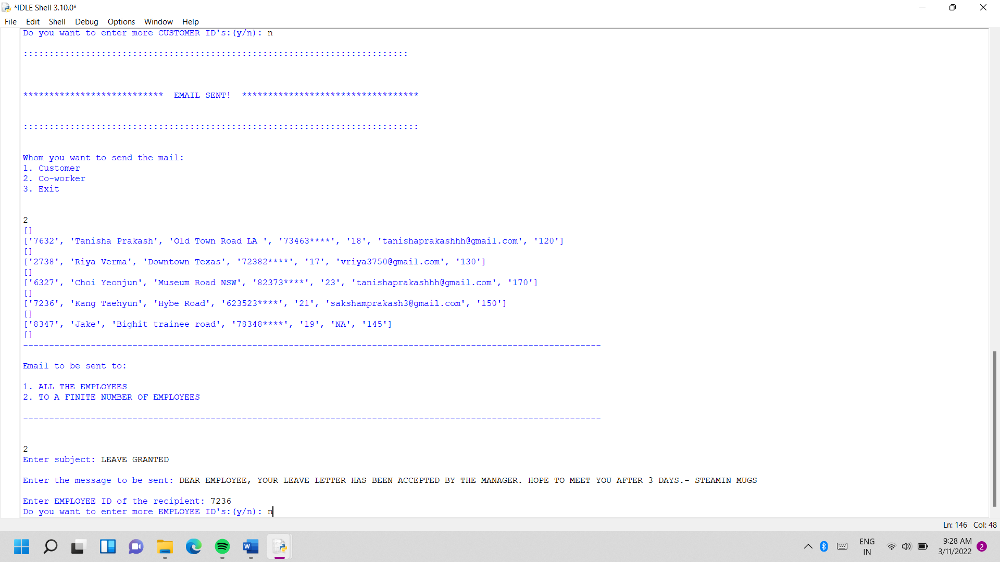 *IDLE Shell 3.10.0*
File Edit Shell Debug Options Window Help
Do you want to enter more CUSTOMER ID's:(y/n): n
::::::::::::::::::::::::::::::::::::::::::::::::::::::::::::::::::::::::::
*************************** EMAIL SENT! **********************************
::::::::::::::::::::::::::::::::::::::::::::::::::::::::::::::::::::::::::::
Whom you want to send the mail:
1. Customer
2. Co-worker
3. Exit
2
[]
['7632', 'Tanisha Prakash', 'Old Town Road LA ', '73463****', '18', 'tanishaprakashhh@gmail.com', '120']
[]
['2738', 'Riya Verma', 'Downtown Texas', '72382****', '17', 'vriya3750@gmail.com', '130']
[]
['6327', 'Choi Yeonjun', 'Museum Road NSW', '82373****', '23', 'tanishaprakashhh@gmail.com', '170']
[]
['7236', 'Kang Taehyun', 'Hybe Road', '623523****', '21', 'sakshamprakash3@gmail.com', '150']
[]
['8347', 'Jake', 'Bighit trainee road', '78348****', '19', 'NA', '145']
[]
---------------------------------------------------------------------------------------------------------------
Email to be sent to:
1. ALL THE EMPLOYEES
2. TO A FINITE NUMBER OF EMPLOYEES
---------------------------------------------------------------------------------------------------------------
2
Enter subject: LEAVE GRANTED
Enter the message to be sent: DEAR EMPLOYEE, YOUR LEAVE LETTER HAS BEEN ACCEPTED BY THE MANAGER. HOPE TO MEET YOU AFTER 3 DAYS.- STEAMIN MUGS
Enter EMPLOYEE ID of the recipient: 7236
Do you want to enter more EMPLOYEE ID's:(y/n): n
Ln: 146 Col: 48
W
ENG
IN
9:28 AM
3/11/2022
2